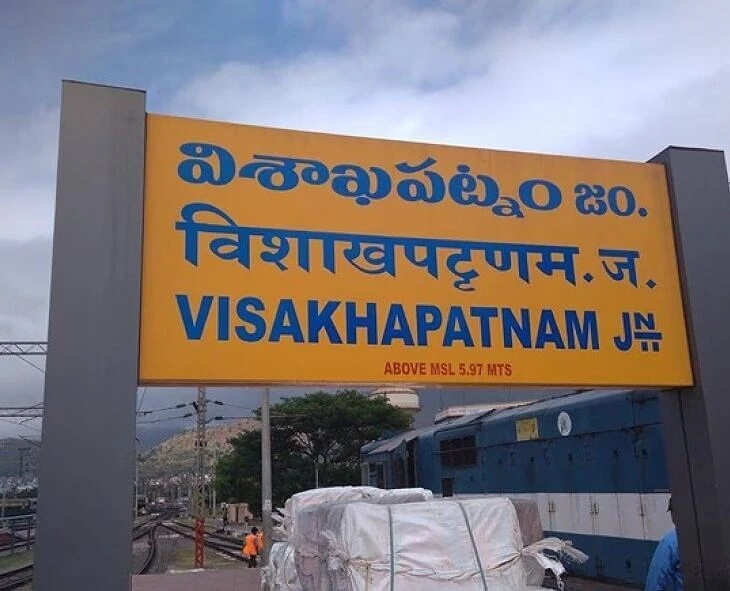 విశాఖపట్నం జం.
विशाखपट्टणम. ज.
VISAKHAPATNAM JN
ABOVE MSL 5.97 MTS